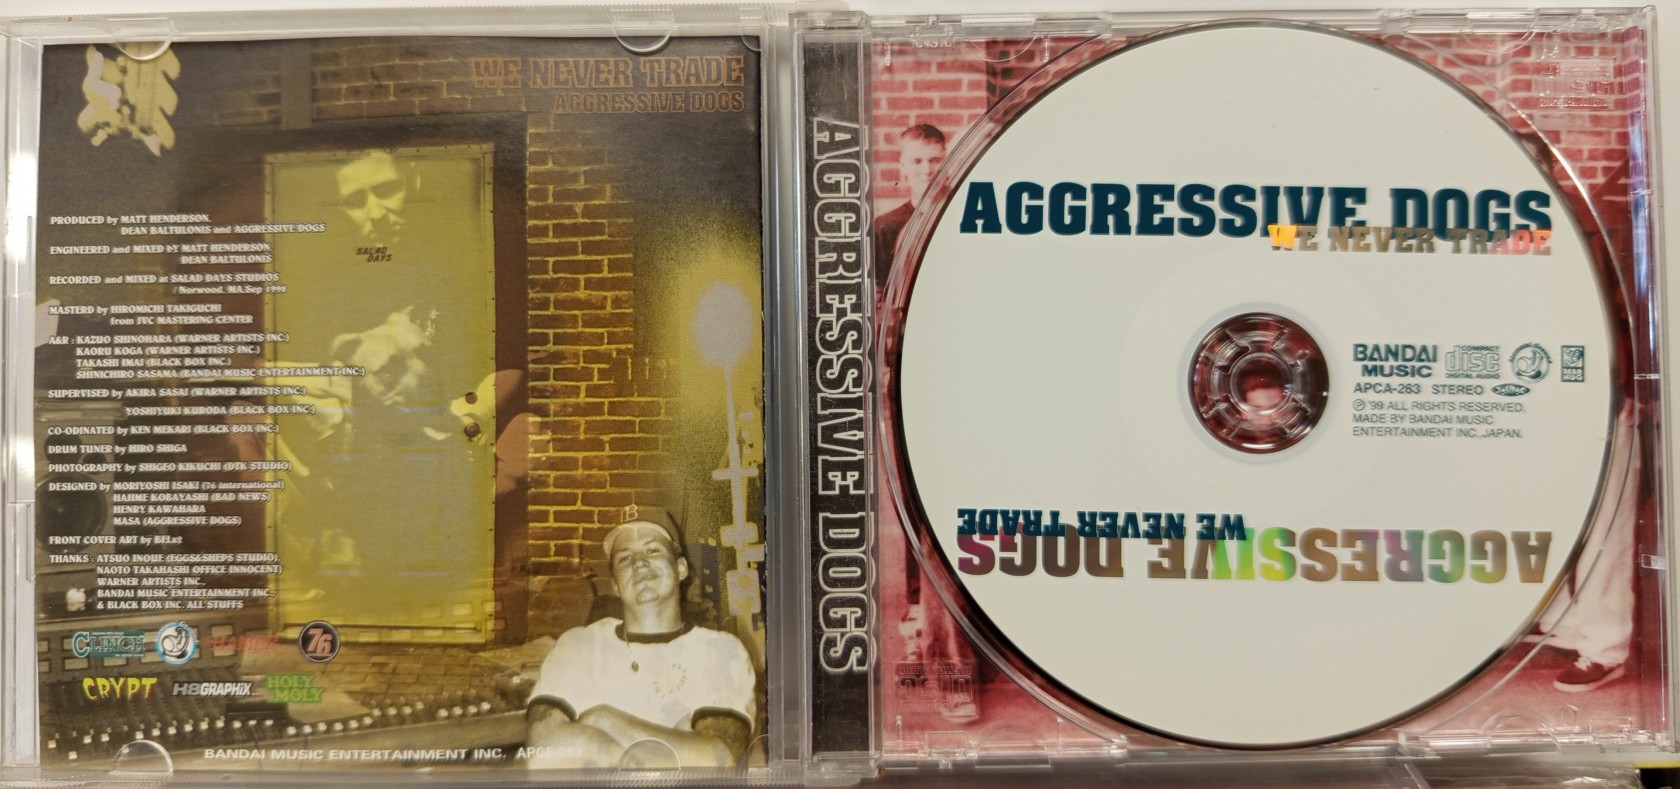 WE NEVER TRADE
AGGRESSIVE DOGS
SALAD
DAYS
PRODUCED by MATT HENDERSON.
DEAN BALTULONIS and AGGRESSIVE DOGS
ENGINEERED and MIXED by MATT HENDERSON.
DEAN BALTULONIS
RECORDED and MIXED at SALAD DAYS STUDIOS
/ Norwood, MA, Sep 1998
MASTERD by HIROMICHI TAKIGUCHI
from JVC MASTERING CENTER
A&R : KAZUO SHINOHARA (WARNER ARTISTS INC.)
KAORU KOGA (WARNER ARTISTS INC.)
TAKASHI IMAI (BLACK BOX INC.)
SHINICHIRO SASAMA (BANDAI MUSIC ENTERTAINMENT INC.)
SUPERVISED by AKIRA SASAI (WARNER ARTISTS INC.)
YOSHIYUKI KURODA (BLACK BOX INC.)
CO-ODINATED by KEN MEKARI (BLACK BOX INC.)
DRUM TUNER by HIRO SHIGA
PHOTOGRAPHY by SHIGEO KIKUCHI (DTK STUDIO)
DESIGNED by MORIYOSHI ISAKI (76 international)
HAJIME KOBAYASHI (BAD NEWS)
HENRY KAWAHARA
MASA (AGGRESSIVE DOGS)
FRONT COVER ART by
THANKS : ATSUO INOUE (EGGS&SHEPS STUDIO).
NAOTO TAKAHASHI OFFICE INNOCENT)
WARNER ARTISTS INC.,
BANDAI MUSIC ENTERTAINMENT INC.
& BLACK BOX INC. ALL STUFFS
CLINCH
76
CRYPT
H8GRAPHIX
HOLY
MOLY
B
BANDAI MUSIC ENTERTAINMENT INC.
AGGRESSIVE DOGS
AGGRESSIVE DOGS
WE NEVER TRADE
BANDAI
MUSIC
COMPACT
disc
DIGITAL AUDIO
BEAR
HUG
APCA-263 STEREO
℗ '99 ALL RIGHTS RESERVED.
MADE BY BANDAI MUSIC
ENTERTAINMENT INC.,JAPAN.
WE NEVER TRADE
AGGRESSIVE DOGS